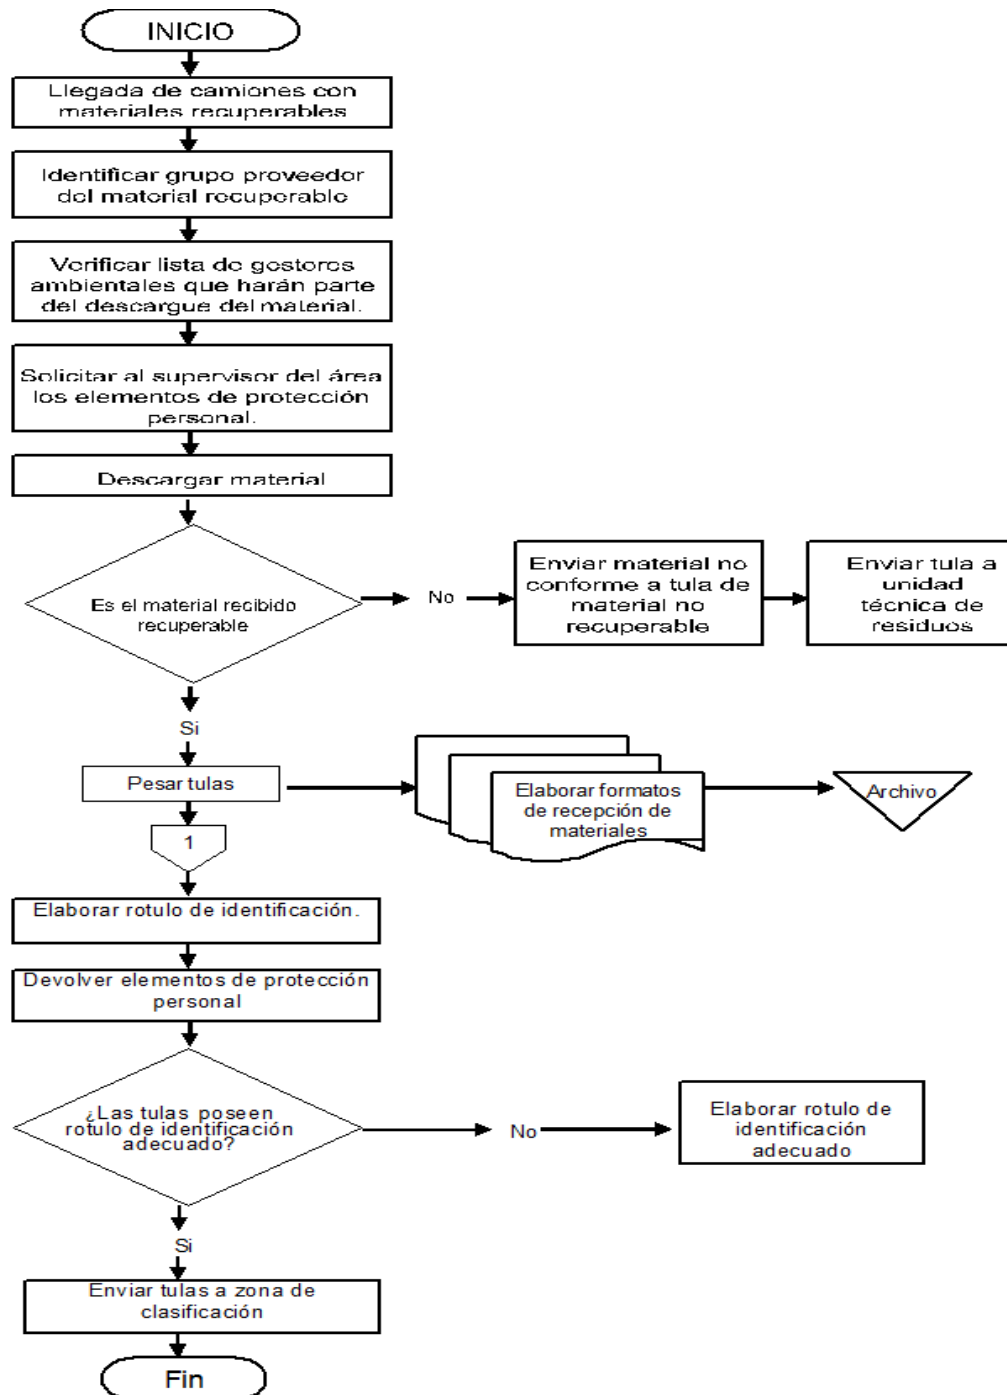 INICIO
Llegada de camiones con
materiales recuperables
Identificar grupo proveedor
del material recuperable
Verificar lista de gestores
ambientales que harán parte
del descargue del material.
Solicitar al supervisor del área
los elementos de protección
personal.
Descargar material
Es el material recibido
recuperable
No
Enviar material no
conforme a tula de
material no
recuperable
Enviar tula a
unidad
técnica de
residuos
Si
Pesar tulas
Elaborar formatos
de recepción de
materiales
Archivo
1
Elaborar rotulo de identificación.
Devolver elementos de protección
personal
¿Las tulas poseen
rotulo de identificación
adecuado?
No
Elaborar rotulo de
identificación
adecuado
Si
Enviar tulas a zona de
clasificación
Fin